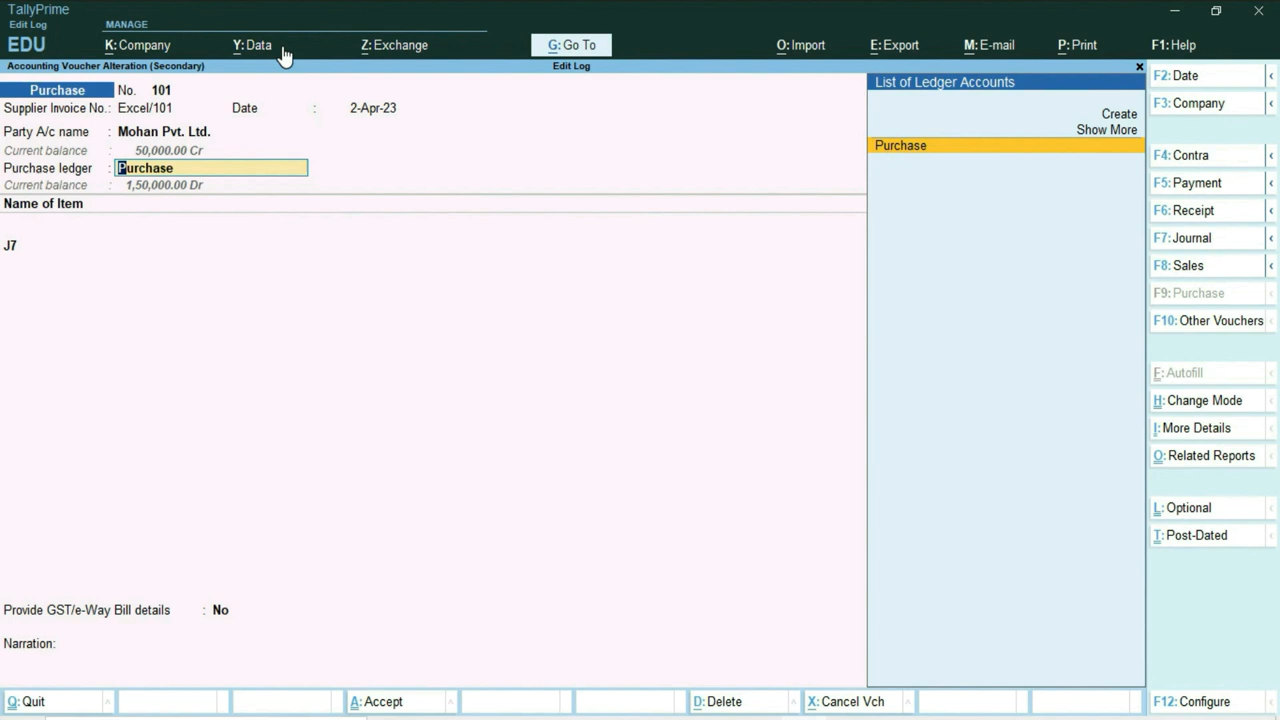 TallyPrime
Edit Log
MANAGE
EDU
K: Company
Y: Data
Z: Exchange
G: Go To
O: Import
E: Export
M: E-mail
P: Print
F1: Help
Accounting Voucher Alteration (Secondary)
Edit Log
Purchase No. 101
Supplier Invoice No.: Excel/101 Date : 2-Apr-23
Party A/c name : Mohan Pvt. Ltd.
Current balance : 50,000.00 Cr
Purchase ledger : Purchase
Current balance : 1,50,000.00 Dr
Name of Item
J7
Provide GST/e-Way Bill details : No
Narration:
List of Ledger Accounts
Create
Show More
Purchase
F2: Date
F3: Company
F4: Contra
F5: Payment
F6: Receipt
F7: Journal
F8: Sales
F9: Purchase
F10: Other Vouchers
F: Autofill
H: Change Mode
I: More Details
O: Related Reports
L: Optional
T: Post-Dated
Q: Quit
A: Accept
D: Delete
X: Cancel Vch
F12: Configure